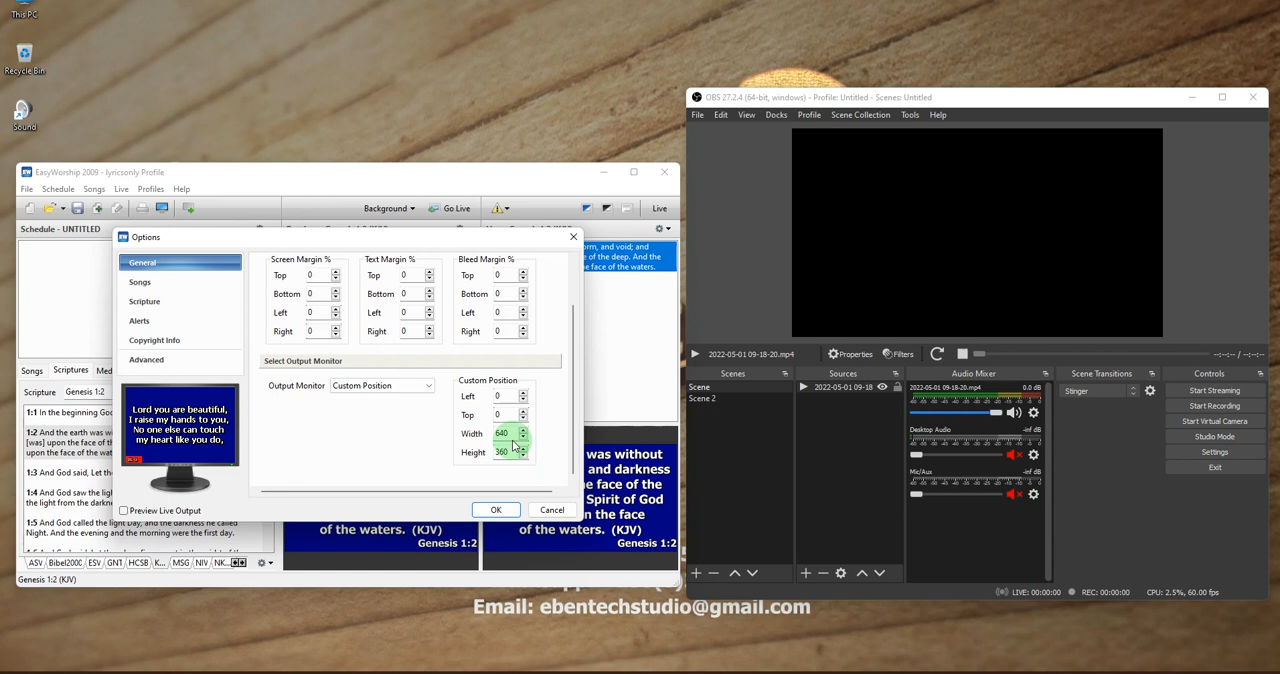 This PC
Recycle Bin
Sound
EasyWorship 2009 - lyricsonly Profile
File Schedule Songs Live Profiles Help
Background Go Live Live
Schedule - UNTITLED
Options
General
Songs
Scripture
Alerts
Copyright Info
Advanced
Lord you are beautiful,
I raise my hands to you,
No one else can touch
my heart like you do,
Preview Live Output
Screen Margin % Text Margin % Bleed Margin %
Top 0 Top 0 Top 0
Bottom 0 Bottom 0 Bottom 0
Left 0 Left 0 Left 0
Right 0 Right 0 Right 0
Select Output Monitor
Output Monitor Custom Position
Custom Position
Left 0
Top 0
Width 640
Height 360
OK Cancel
orm, and void; and
e of the deep. And the
e face of the waters.
Songs Scriptures Med
Scripture Genesis 1:2
1:1 In the beginning God
1:2 And the earth was wi
[was] upon the face of th
upon the face of the waters.
1:3 And God said, Let the
1:4 And God saw the ligh
the light from the darkne
1:5 And God called the light Day, and the darkness he called
Night. And the evening and the morning were the first day.
ASV Bibel2000 ESV GNT HCSB K... MSG NIV NK...
Genesis 1:2 (KJV)
of the waters. (KJV)
Genesis 1:2
was without
and darkness
e face of the
Spirit of God
n the face
of the waters. (KJV)
Genesis 1:2
Email: ebentechstudio@gmail.com
OBS 27.2.4 (64-bit, windows) - Profile: Untitled - Scenes: Untitled
File Edit View Docks Profile Scene Collection Tools Help
2022-05-01 09-18-20.mp4 Properties Filters --:--:-- / --:--:--
Scenes Sources Audio Mixer Scene Transitions Controls
Scene
Scene 2
2022-05-01 09-18
2022-05-01 09-18-20.mp4 0.0 dB
Desktop Audio -inf dB
Mic/Aux -inf dB
Stinger
Start Streaming
Start Recording
Start Virtual Camera
Studio Mode
Settings
Exit
LIVE: 00:00:00 REC: 00:00:00 CPU: 2.5%, 60.00 fps